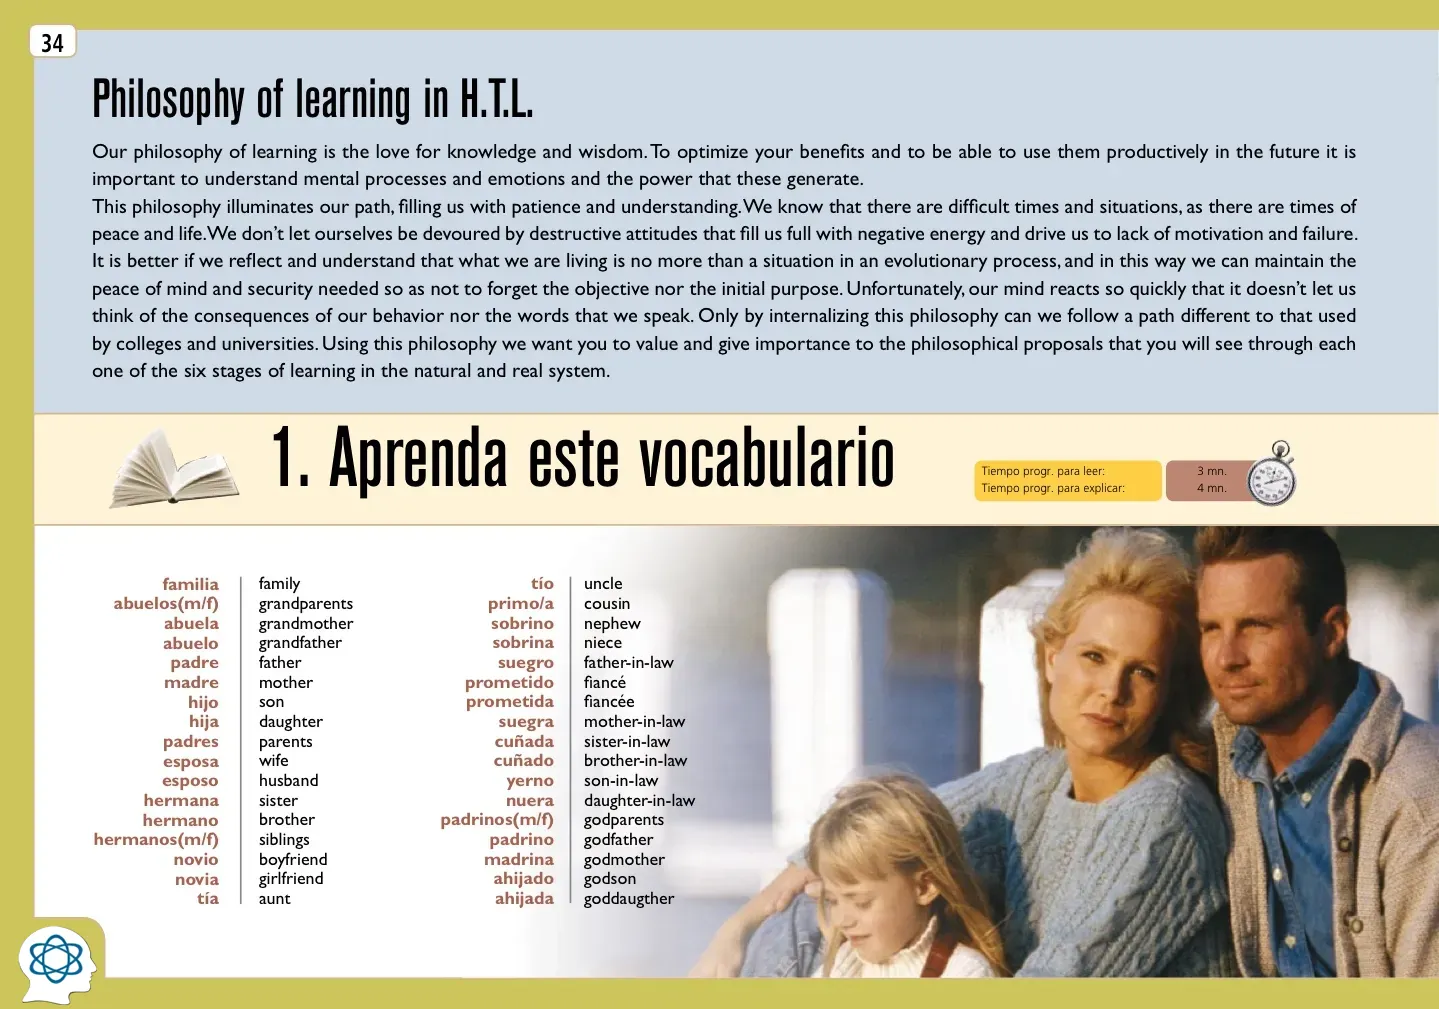 34
Philosophy of learning in H.T.L.
Our philosophy of learning is the love for knowledge and wisdom. To optimize your benefits and to be able to use them productively in the future it is
important to understand mental processes and emotions and the power that these generate.
This philosophy illuminates our path, filling us with patience and understanding. We know that there are difficult times and situations, as there are times of
peace and life. We don't let ourselves be devoured by destructive attitudes that fill us full with negative energy and drive us to lack of motivation and failure.
It is better if we reflect and understand that what we are living is no more than a situation in an evolutionary process, and in this way we can maintain the
peace of mind and security needed so as not to forget the objective nor the initial purpose. Unfortunately, our mind reacts so quickly that it doesn't let us
think of the consequences of our behavior nor the words that we speak. Only by internalizing this philosophy can we follow a path different to that used
by colleges and universities. Using this philosophy we want you to value and give importance to the philosophical proposals that you will see through each
one of the six stages of learning in the natural and real system.
1. Aprenda este vocabulario
Tiempo progr. para leer: 3 mn.
Tiempo progr. para explicar: 4 mn.
familia family
abuelos(m/f) grandparents
abuela grandmother
abuelo grandfather
padre father
madre mother
hijo son
hija daughter
padres parents
esposa wife
esposo husband
hermana sister
hermano brother
hermanos(m/f) siblings
novio boyfriend
novia girlfriend
tía aunt
tío uncle
primo/a cousin
sobrino nephew
sobrina niece
suegro father-in-law
prometido fiancé
prometida fiancée
suegra mother-in-law
cuñada sister-in-law
cuñado brother-in-law
yerno son-in-law
nuera daughter-in-law
padrinos(m/f) godparents
padrino godfather
madrina godmother
ahijado godson
ahijada goddaugther